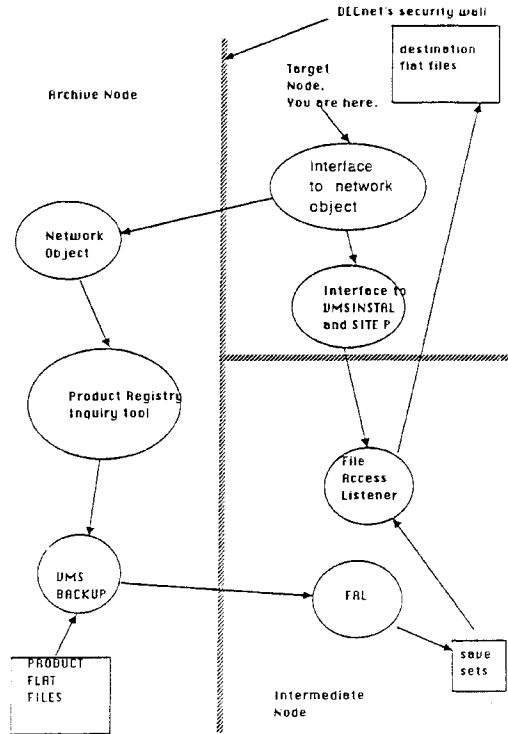 DECnet's security wall
destination
flat files
Target
Node.
You are here.
Archive Node
Interface
to network
object
Network
Object
Interface to
VMSINSTAL
and SITE P
Product Registry
Inquiry tool
File
Access
Listener
VMS
BACKUP
FAL
PRODUCT
FLAT
FILES
save
sets
Intermediate
Node